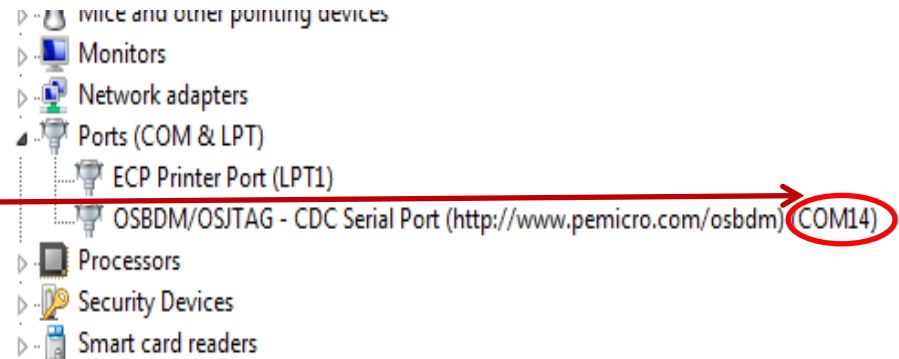 Mice and other pointing devices
Monitors
Network adapters
Ports (COM & LPT)
ECP Printer Port (LPT1)
OSBDM/OSJTAG - CDC Serial Port (http://www.pemicro.com/osbdm) (COM14)
Processors
Security Devices
Smart card readers